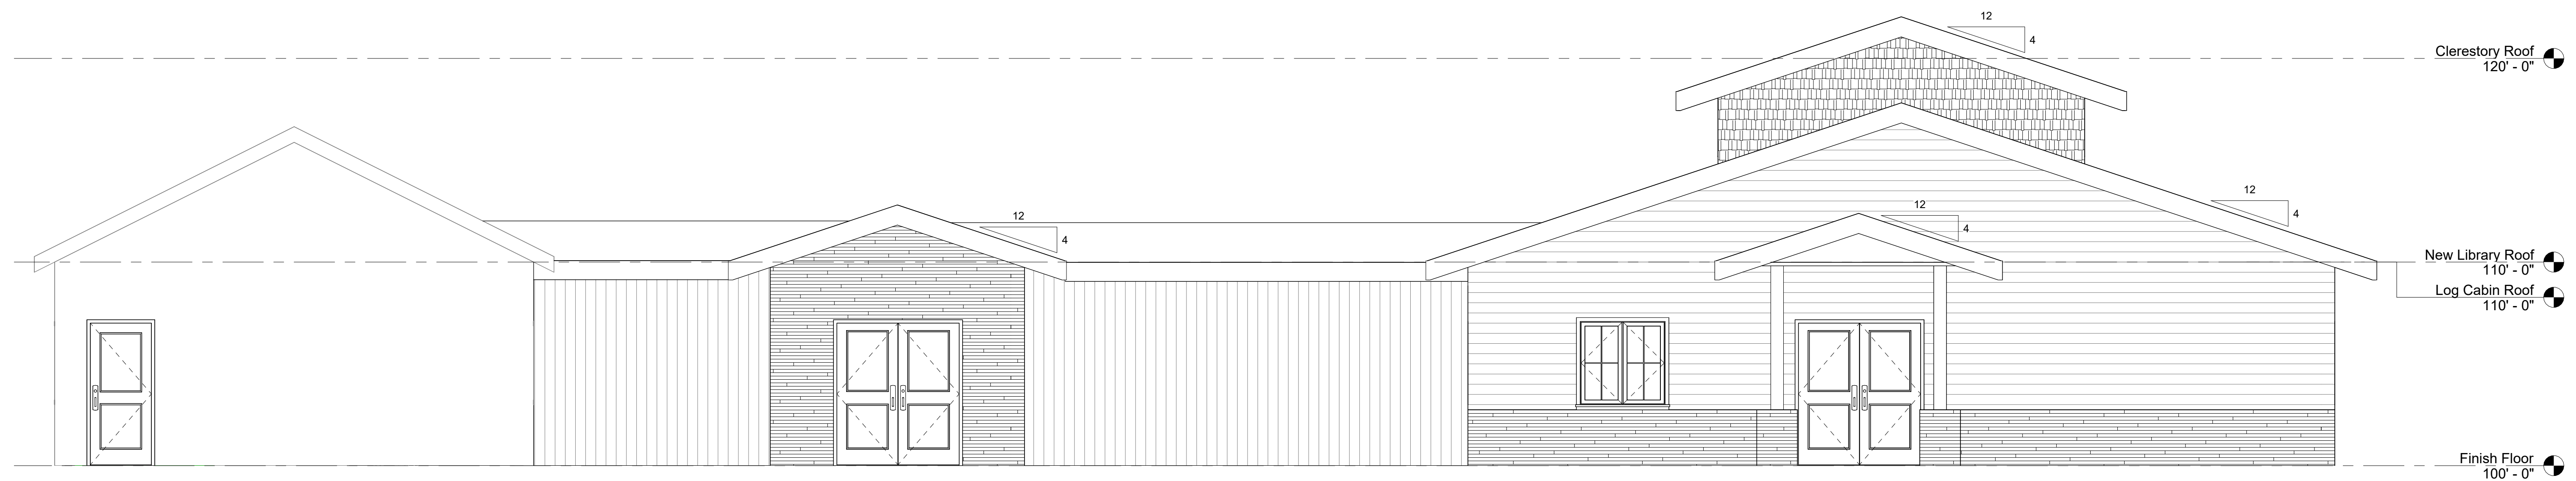 12
4
Clerestory Roof
120' - 0"
12
4
12
4
12
4
New Library Roof
110' - 0"
Log Cabin Roof
110' - 0"
Finish Floor
100' - 0"